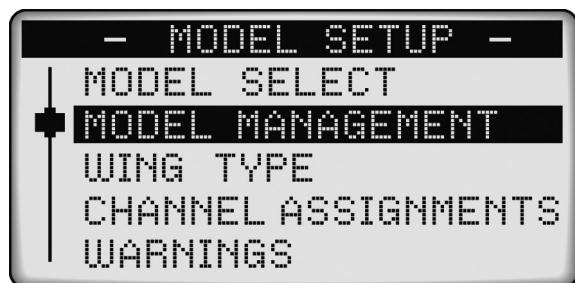 – MODEL SETUP –
MODEL SELECT
MODEL MANAGEMENT
WING TYPE
CHANNEL ASSIGNMENTS
WARNINGS